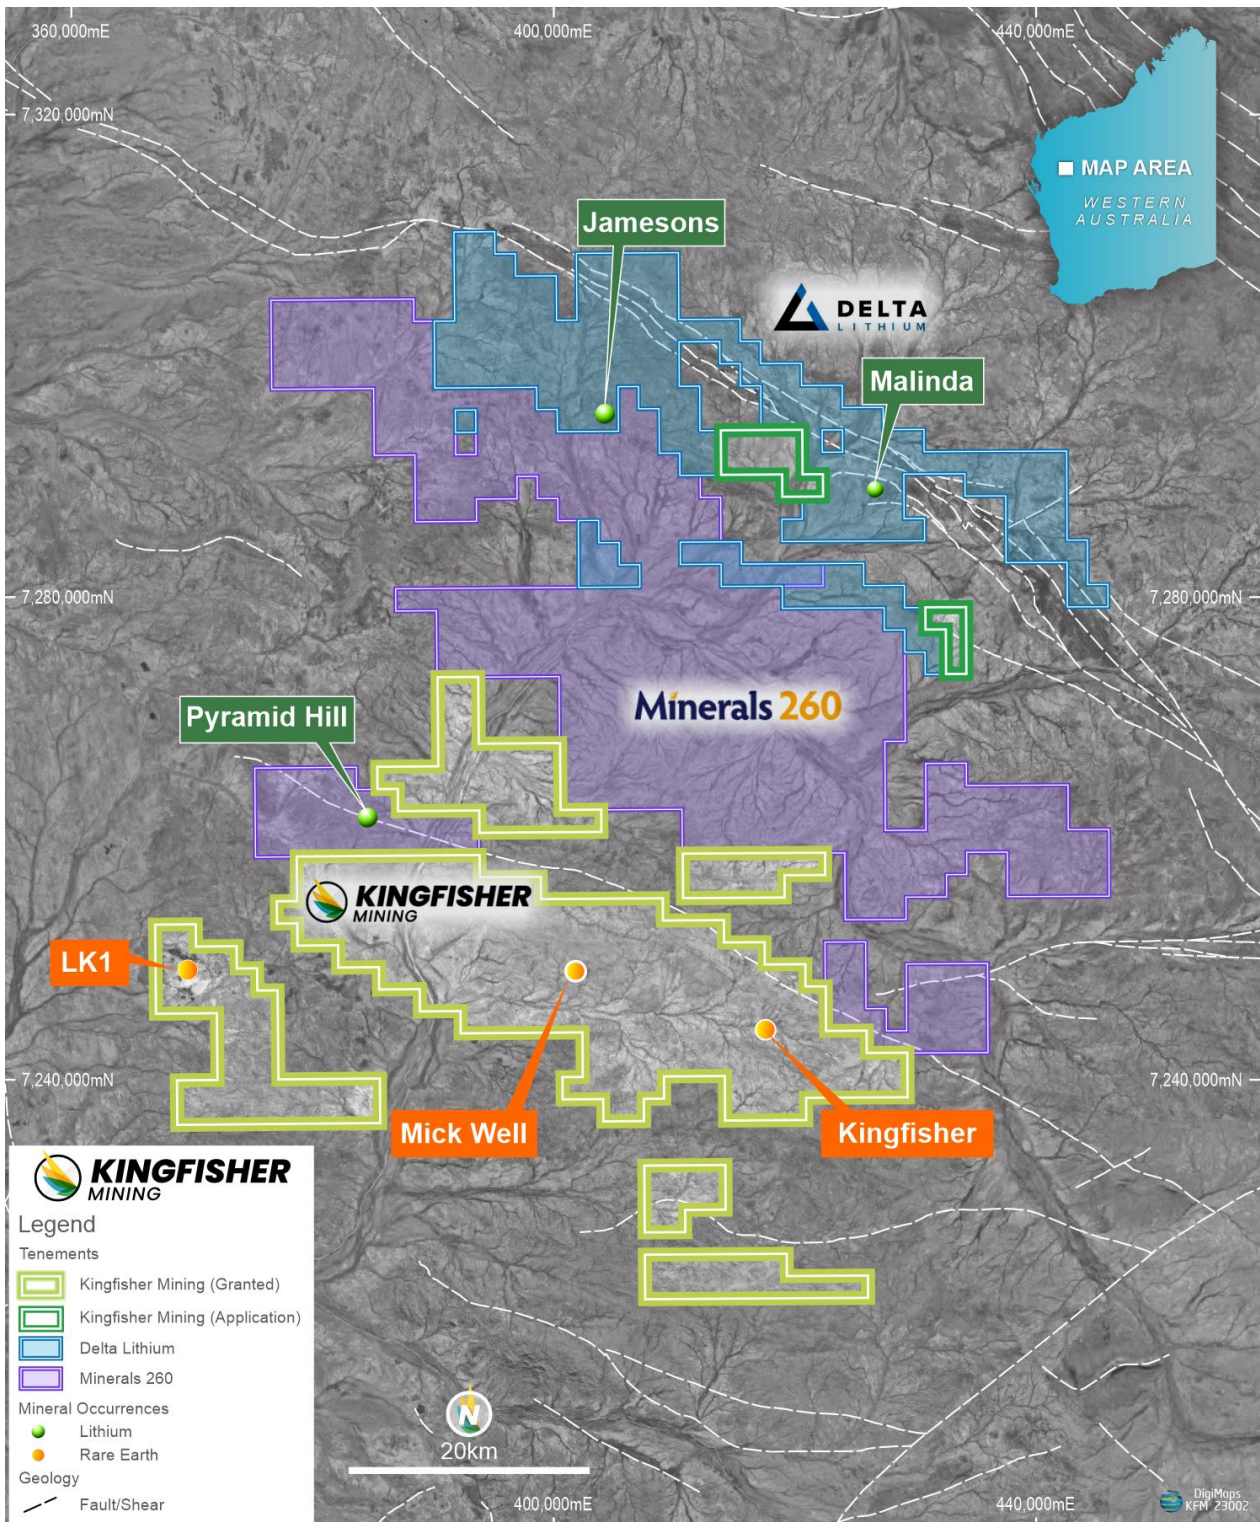 360,000mE
400,000mE
440,000mE
7,320,000mN
MAP AREA
WESTERN
AUSTRALIA
Jamesons
DELTA
LITHIUM
Malinda
7,280,000mN
7,280,000mN
Minerals 260
Pyramid Hill
KINGFISHER
MINING
LK1
7,240,000mN
7,240,000mN
Mick Well
Kingfisher
KINGFISHER
MINING
Legend
Tenements
Kingfisher Mining (Granted)
Kingfisher Mining (Application)
Delta Lithium
Minerals 260
Mineral Occurrences
Lithium
Rare Earth
Geology
Fault/Shear
N
20km
400,000mE
440,000mE
DigiMaps
KFM 23002